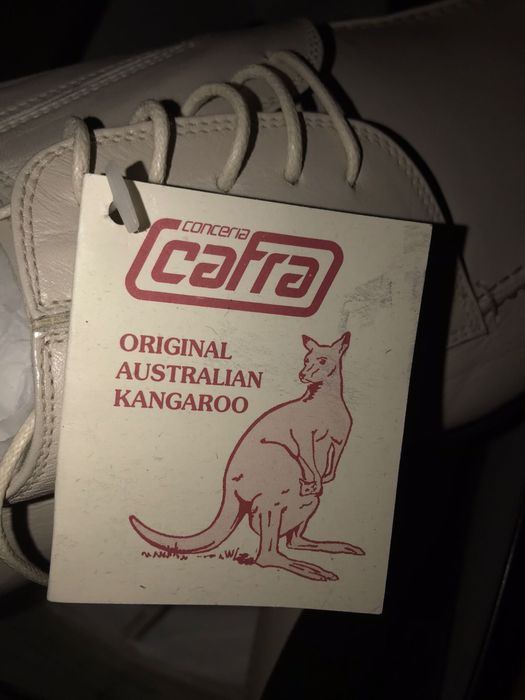 conceria
cafra
ORIGINAL
AUSTRALIAN
KANGAROO